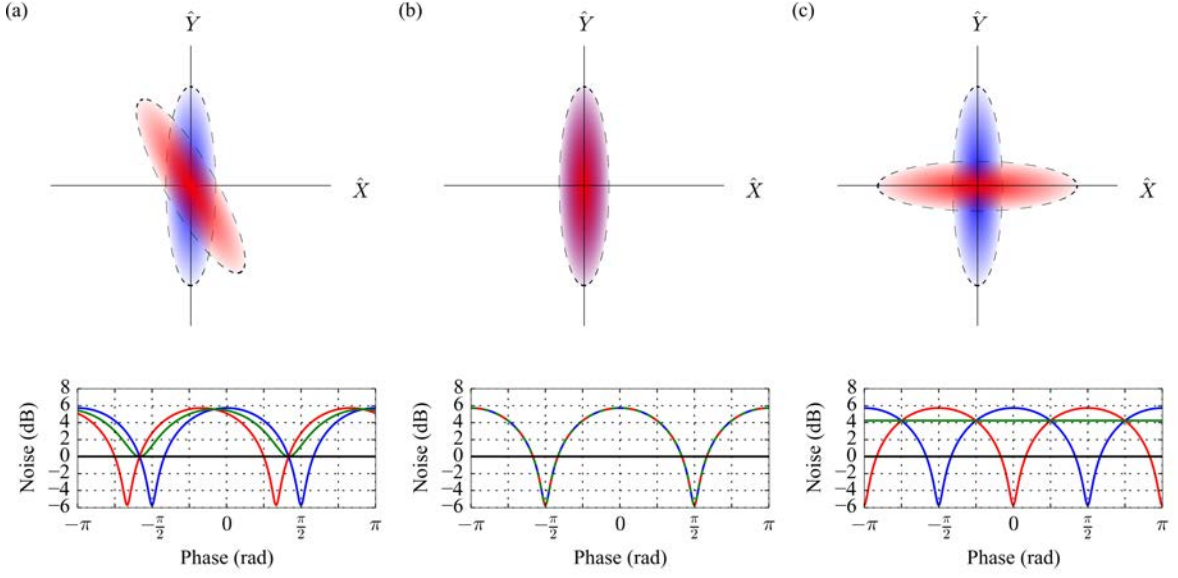 (a)
Ŷ
X̂
(b)
Ŷ
X̂
(c)
Ŷ
X̂
Noise (dB)
8
6
4
2
0
−2
−4
−6
−π
−π/2
0
π/2
π
Phase (rad)
Noise (dB)
8
6
4
2
0
−2
−4
−6
−π
−π/2
0
π/2
π
Phase (rad)
Noise (dB)
8
6
4
2
0
−2
−4
−6
−π
−π/2
0
π/2
π
Phase (rad)